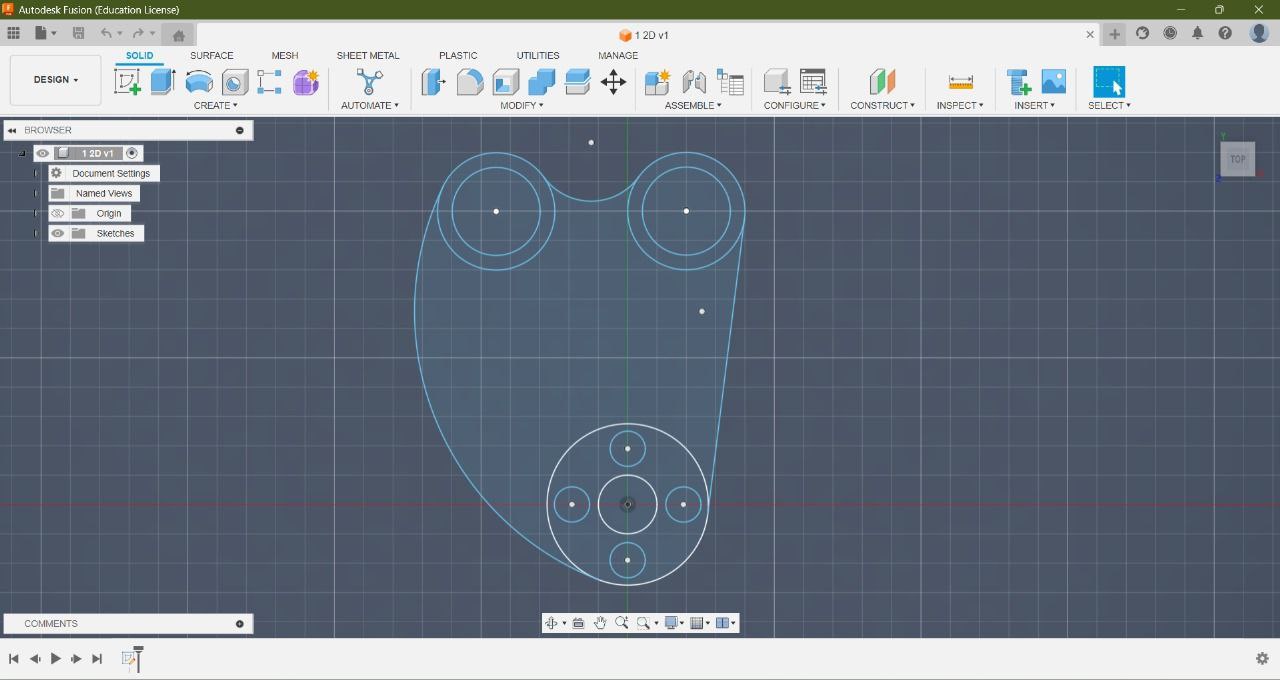 Autodesk Fusion (Education License)
1 2D v1
SOLID SURFACE MESH SHEET METAL PLASTIC UTILITIES MANAGE
DESIGN
CREATE AUTOMATE MODIFY ASSEMBLE CONFIGURE CONSTRUCT INSPECT INSERT SELECT
BROWSER
1 2D v1
Document Settings
Named Views
Origin
Sketches
Y
TOP
Z
COMMENTS